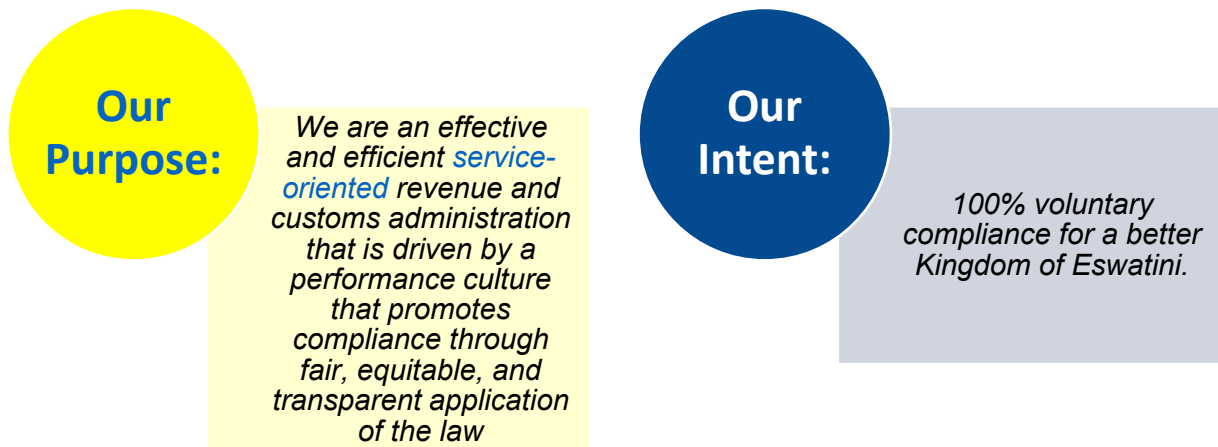 Our
Purpose:
We are an effective
and efficient service-
oriented revenue and
customs administration
that is driven by a
performance culture
that promotes
compliance through
fair, equitable, and
transparent application
of the law
Our
Intent:
100% voluntary
compliance for a better
Kingdom of Eswatini.